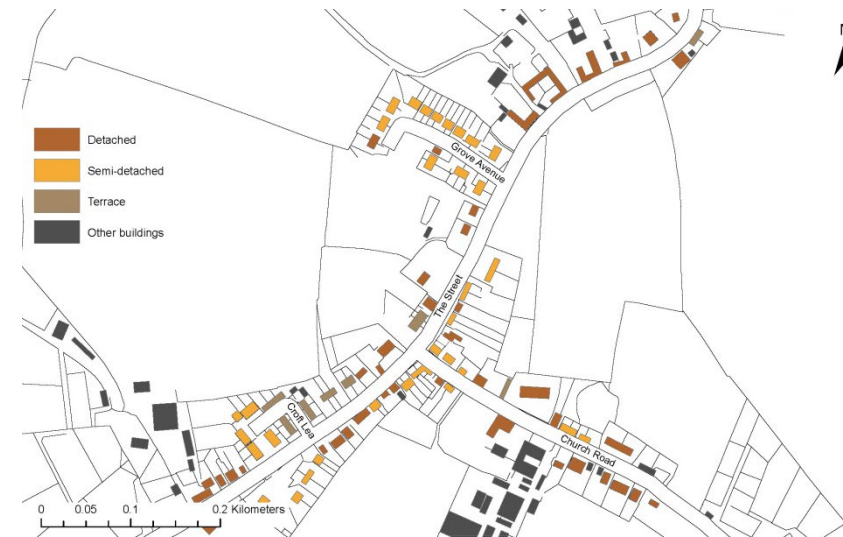 N
Detached
Semi-detached
Terrace
Other buildings
Grove Avenue
The Street
Croft Lea
Church Road
0 0.05 0.1 0.2 Kilometers